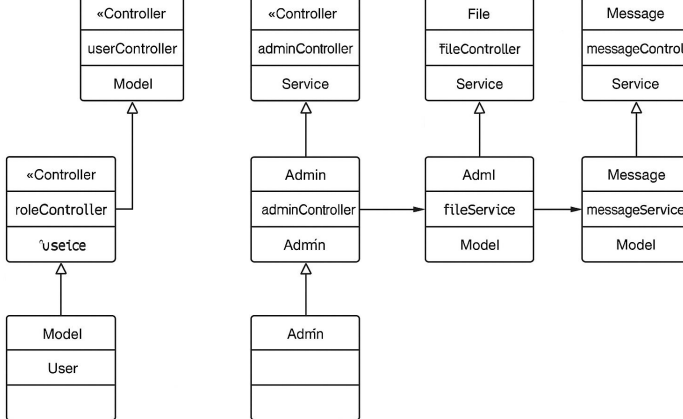 «Controller
userController
Model
«Controller
adminController
Service
File
fileController
Service
Message
messageControl
Service
«Controller
roleController
Admin
adminController
Admin
Adml
fileService
Model
Message
messageService
Model
Model
User
Admin